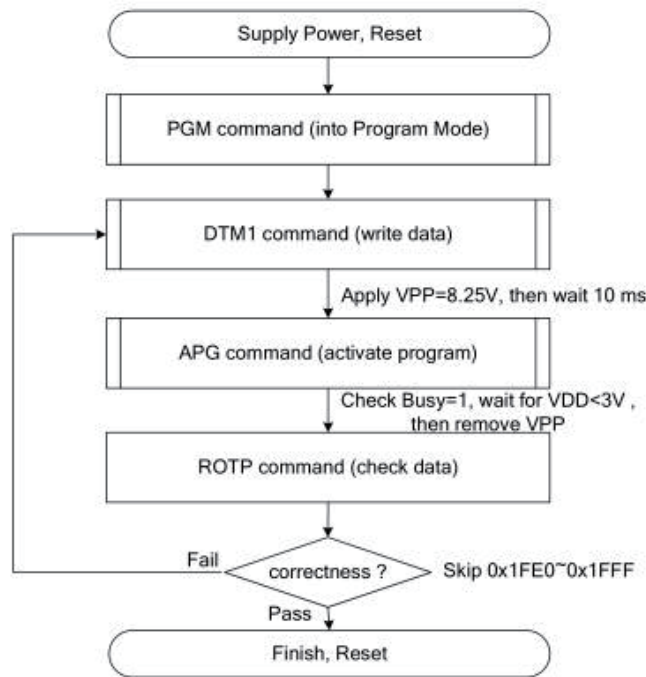 Supply Power, Reset
PGM command (into Program Mode)
DTM1 command (write data)
Apply VPP=8.25V, then wait 10 ms
APG command (activate program)
Check Busy=1, wait for VDD<3V ,
then remove VPP
ROTP command (check data)
Fail
correctness ?
Skip 0x1FE0~0x1FFF
Pass
Finish, Reset